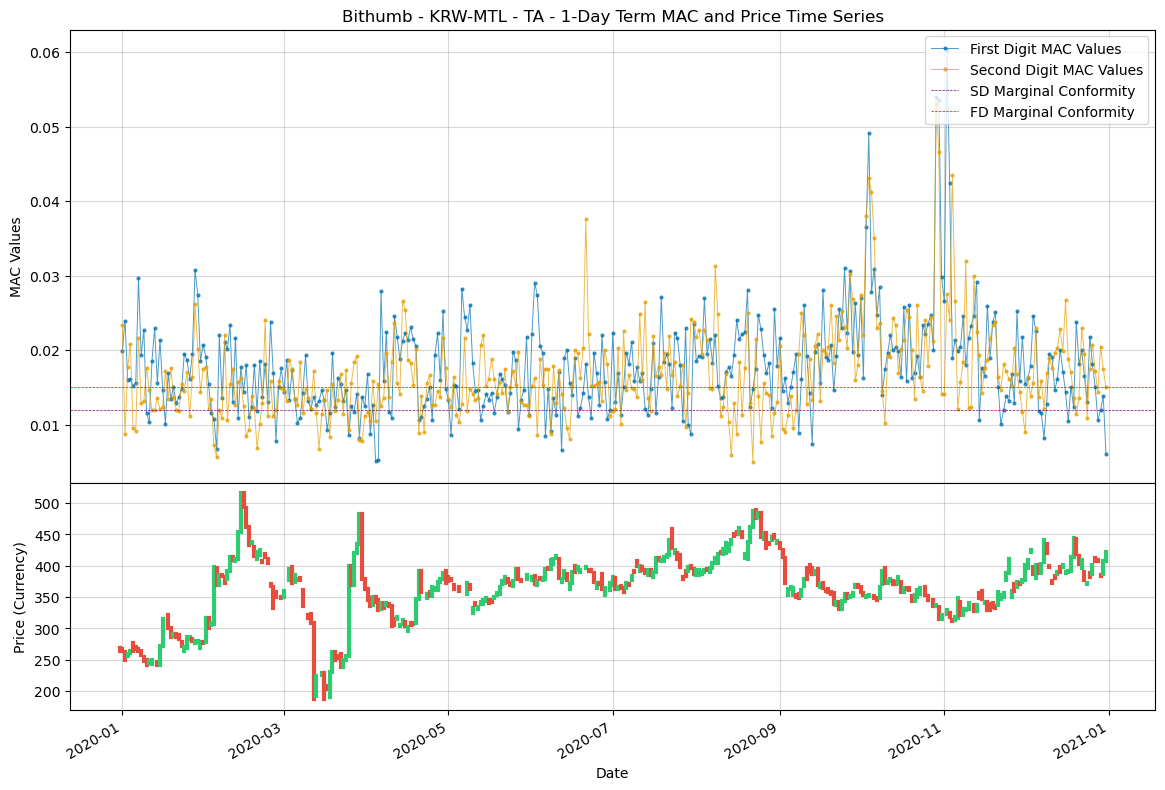 Bithumb - KRW-MTL - TA - 1-Day Term MAC and Price Time Series
First Digit MAC Values
Second Digit MAC Values
SD Marginal Conformity
FD Marginal Conformity
MAC Values
0.06
0.05
0.04
0.03
0.02
0.01
Price (Currency)
500
450
400
350
300
250
200
2020-01
2020-03
2020-05
2020-07
2020-09
2020-11
2021-01
Date